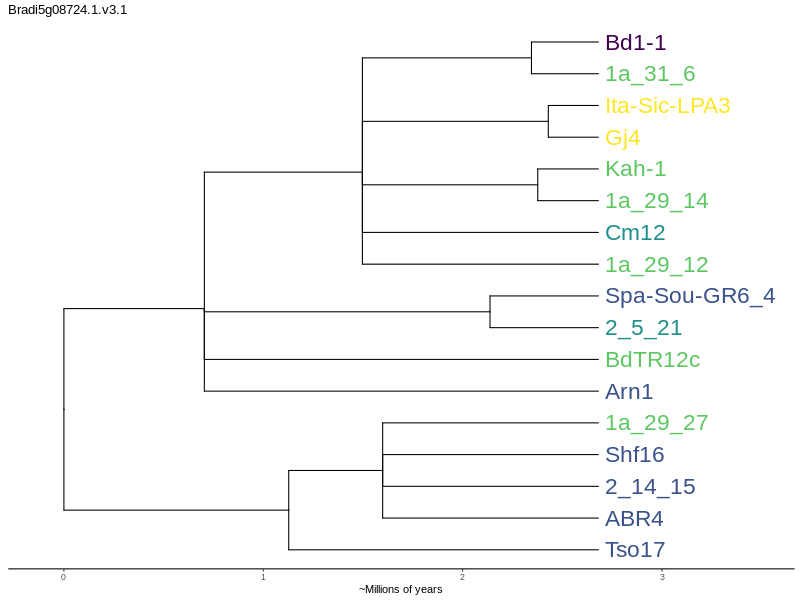 Bradi5g08724.1.v3.1
Bd1-1
1a_31_6
Ita-Sic-LPA3
Gj4
Kah-1
1a_29_14
Cm12
1a_29_12
Spa-Sou-GR6_4
2_5_21
BdTR12c
Arn1
1a_29_27
Shf16
2_14_15
ABR4
Tso17
0 1 2 3
~Millions of years